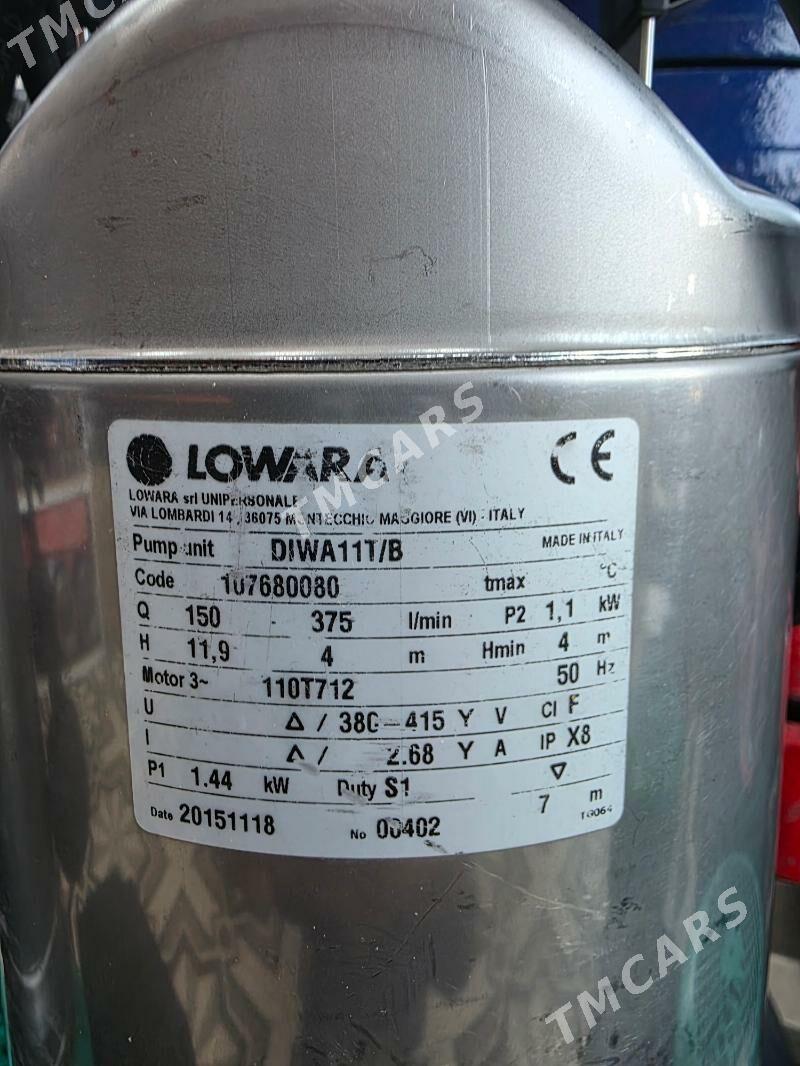 TMCARS
LOWARA
CE
LOWARA srl UNIPERSONALE
VIA LOMBARDI 14, 36075 MONTECCHIO MAGGIORE (VI) - ITALY
Pump unit DIWA11T/B MADE IN ITALY
Code 107680080 tmax °C
Q 150 - 375 l/min P2 1,1 kW
H 11,9 4 m Hmin 4 m
Motor 3~ 110T712 50 Hz
U Δ / 380-415 Y V Cl F
I Δ / 2.68 Y A IP X8
P1 1.44 kW Duty S1 ▽
7 m
Date 20151118 No 00402 TG064
TMCARS
TMCARS